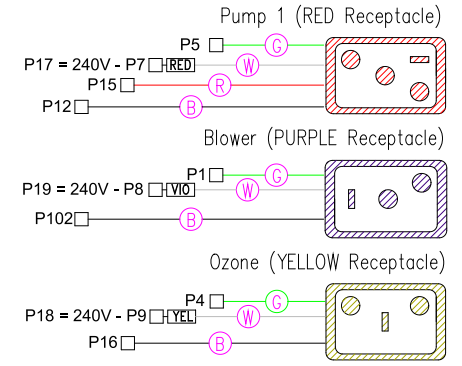 Pump 1 (RED Receptacle)
P5 G
P17 = 240V - P7 RED W
P15 R
P12 B
Blower (PURPLE Receptacle)
P1 G
P19 = 240V - P8 VIO W
P102 B
Ozone (YELLOW Receptacle)
P4 G
P18 = 240V - P9 YEL W
P16 B